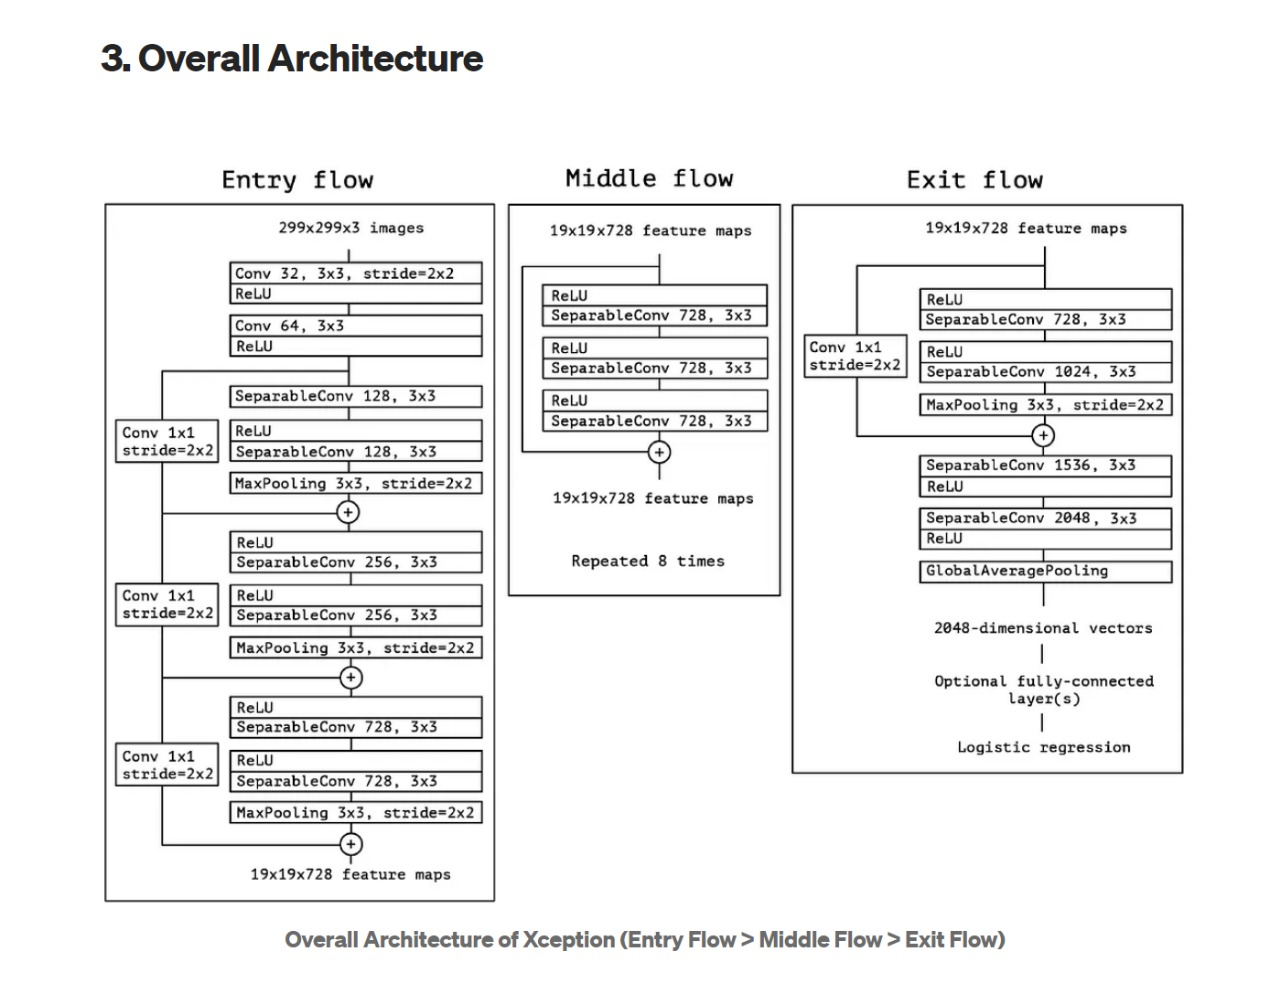 3. Overall Architecture
Entry flow
299x299x3 images
Conv 32, 3x3, stride=2x2
ReLU
Conv 64, 3x3
ReLU
SeparableConv 128, 3x3
Conv 1x1
stride=2x2
ReLU
SeparableConv 128, 3x3
MaxPooling 3x3, stride=2x2
+
ReLU
SeparableConv 256, 3x3
Conv 1x1
stride=2x2
ReLU
SeparableConv 256, 3x3
MaxPooling 3x3, stride=2x2
+
ReLU
SeparableConv 728, 3x3
Conv 1x1
stride=2x2
ReLU
SeparableConv 728, 3x3
MaxPooling 3x3, stride=2x2
+
19x19x728 feature maps
Middle flow
19x19x728 feature maps
ReLU
SeparableConv 728, 3x3
ReLU
SeparableConv 728, 3x3
ReLU
SeparableConv 728, 3x3
+
19x19x728 feature maps
Repeated 8 times
Exit flow
19x19x728 feature maps
ReLU
SeparableConv 728, 3x3
Conv 1x1
stride=2x2
ReLU
SeparableConv 1024, 3x3
MaxPooling 3x3, stride=2x2
+
SeparableConv 1536, 3x3
ReLU
SeparableConv 2048, 3x3
ReLU
GlobalAveragePooling
2048-dimensional vectors
Optional fully-connected
layer(s)
Logistic regression
Overall Architecture of Xception (Entry Flow > Middle Flow > Exit Flow)